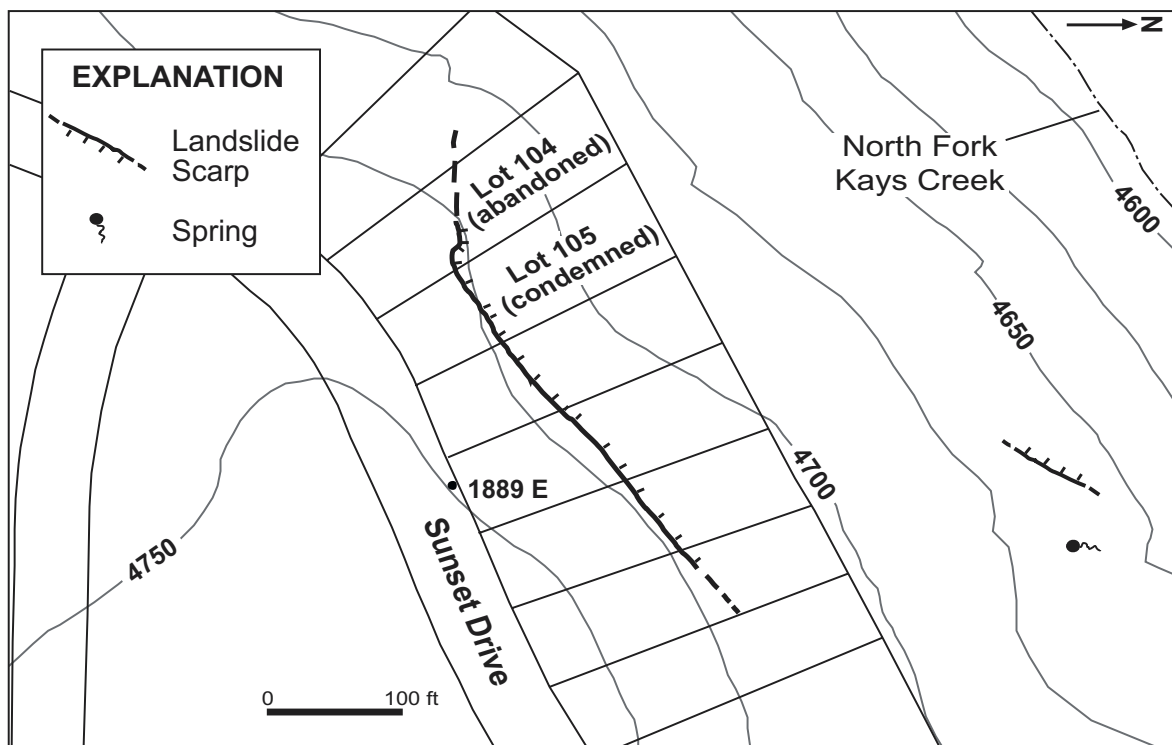 EXPLANATION
Landslide
Scarp
Spring
N
Lot 104
(abandoned)
Lot 105
(condemned)
North Fork
Kays Creek
4600
4650
4700
4750
1889 E
Sunset Drive
0 100 ft